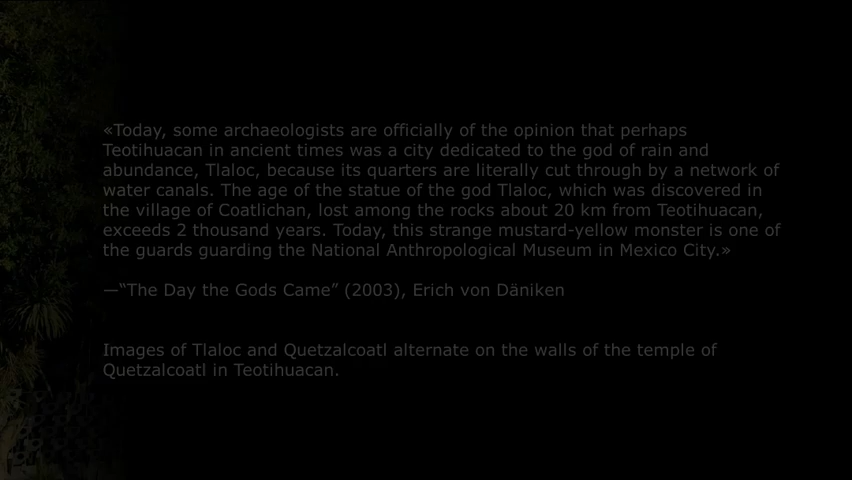 «Today, some archaeologists are officially of the opinion that perhaps
Teotihuacan in ancient times was a city dedicated to the god of rain and
abundance, Tlaloc, because its quarters are literally cut through by a network of
water canals. The age of the statue of the god Tlaloc, which was discovered in
the village of Coatlichan, lost among the rocks about 20 km from Teotihuacan,
exceeds 2 thousand years. Today, this strange mustard-yellow monster is one of
the guards guarding the National Anthropological Museum in Mexico City.»
—“The Day the Gods Came” (2003), Erich von Däniken
Images of Tlaloc and Quetzalcoatl alternate on the walls of the temple of
Quetzalcoatl in Teotihuacan.